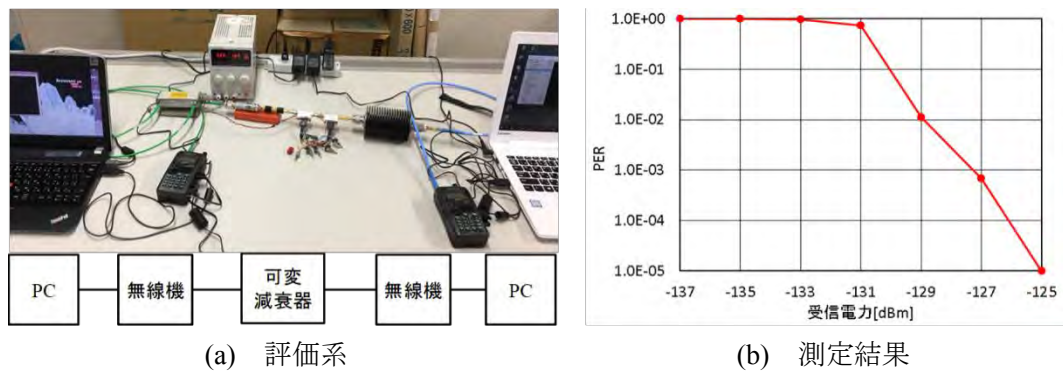 1.0E+00
1.0E-01
1.0E-02
1.0E-03
1.0E-04
1.0E-05
PER
-137 -135 -133 -131 -129 -127 -125
受信電力[dBm]
PC 無線機 可変減衰器 無線機 PC
(a) 評価系
(b) 測定結果
ThinkPad
600